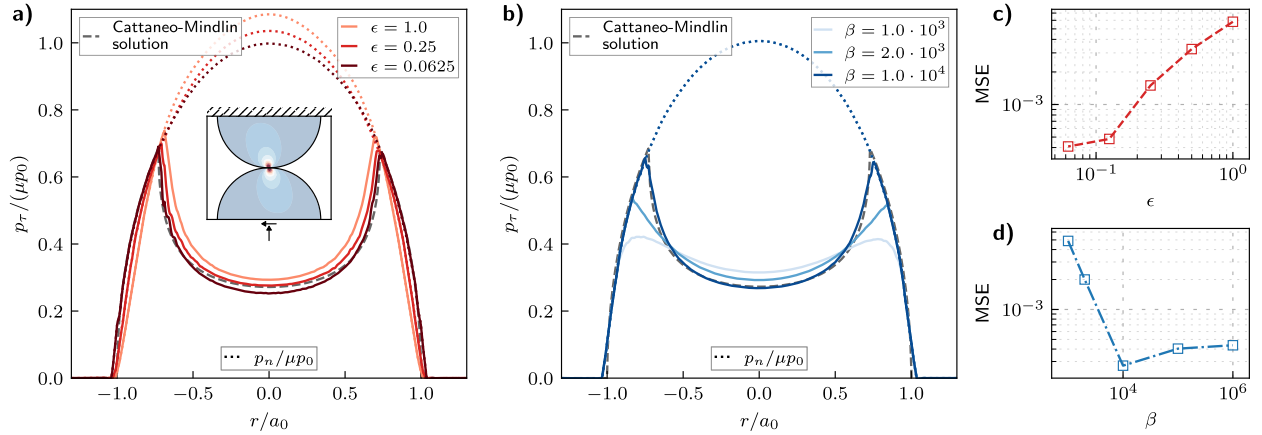 a)
Cattaneo-Mindlin
solution
ϵ = 1.0
ϵ = 0.25
ϵ = 0.0625
1.0
0.8
0.6
0.4
0.2
0.0
p_τ/(μp_0)
p_n/μp_0
−1.0
−0.5
0.0
0.5
1.0
r/a_0
b)
Cattaneo-Mindlin
solution
β = 1.0 · 10^3
β = 2.0 · 10^3
β = 1.0 · 10^4
1.0
0.8
0.6
0.4
0.2
0.0
p_τ/(μp_0)
p_n/μp_0
−1.0
−0.5
0.0
0.5
1.0
r/a_0
c)
MSE
10^−3
10^−1
10^0
ϵ
d)
MSE
10^−3
10^4
10^6
β